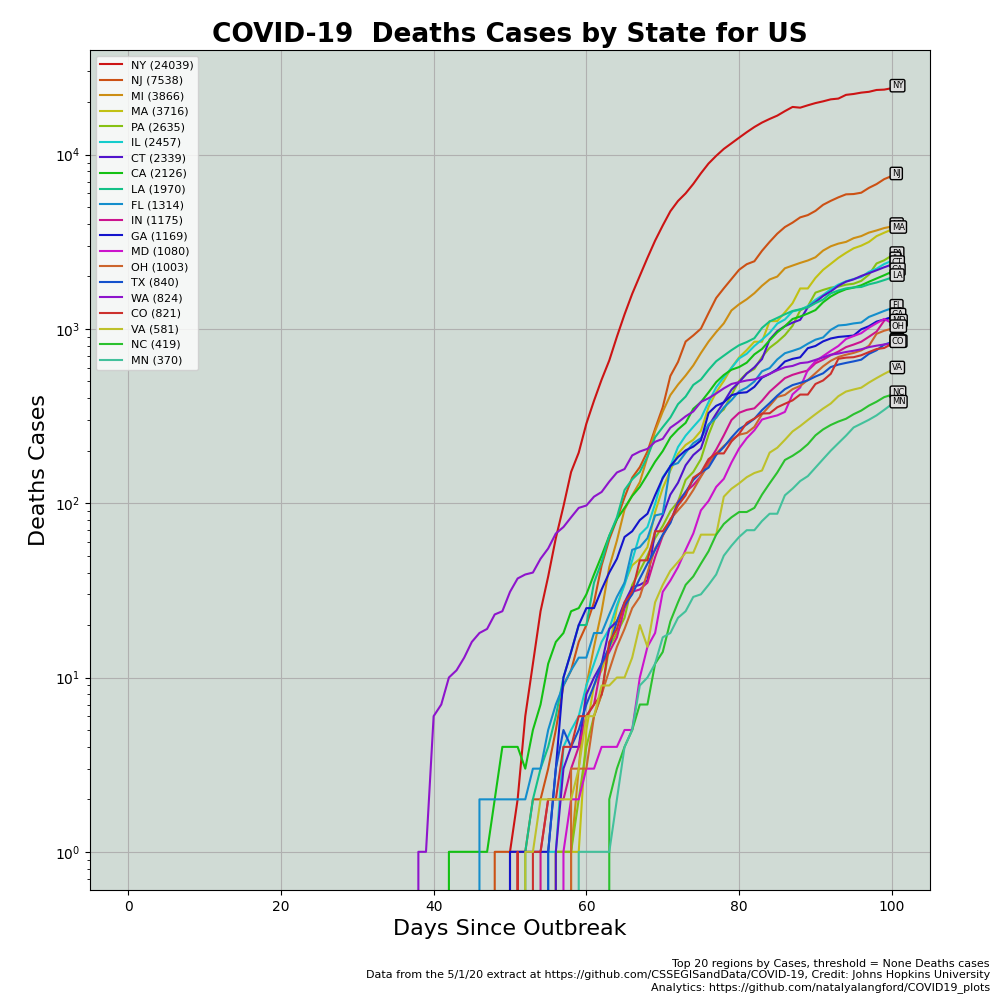 COVID-19  Deaths Cases by State for US
NY (24039)
NJ (7538)
MI (3866)
MA (3716)
PA (2635)
IL (2457)
CT (2339)
CA (2126)
LA (1970)
FL (1314)
IN (1175)
GA (1169)
MD (1080)
OH (1003)
TX (840)
WA (824)
CO (821)
VA (581)
NC (419)
MN (370)
NY
NJ
MA
CT
LA
FL
OH
CO
VA
NC
MN
10^4
10^3
10^2
10^1
10^0
Deaths Cases
0 20 40 60 80 100
Days Since Outbreak
Top 20 regions by Cases, threshold = None Deaths cases
Data from the 5/1/20 extract at https://github.com/CSSEGISandData/COVID-19, Credit: Johns Hopkins University
Analytics: https://github.com/natalyalangford/COVID19_plots